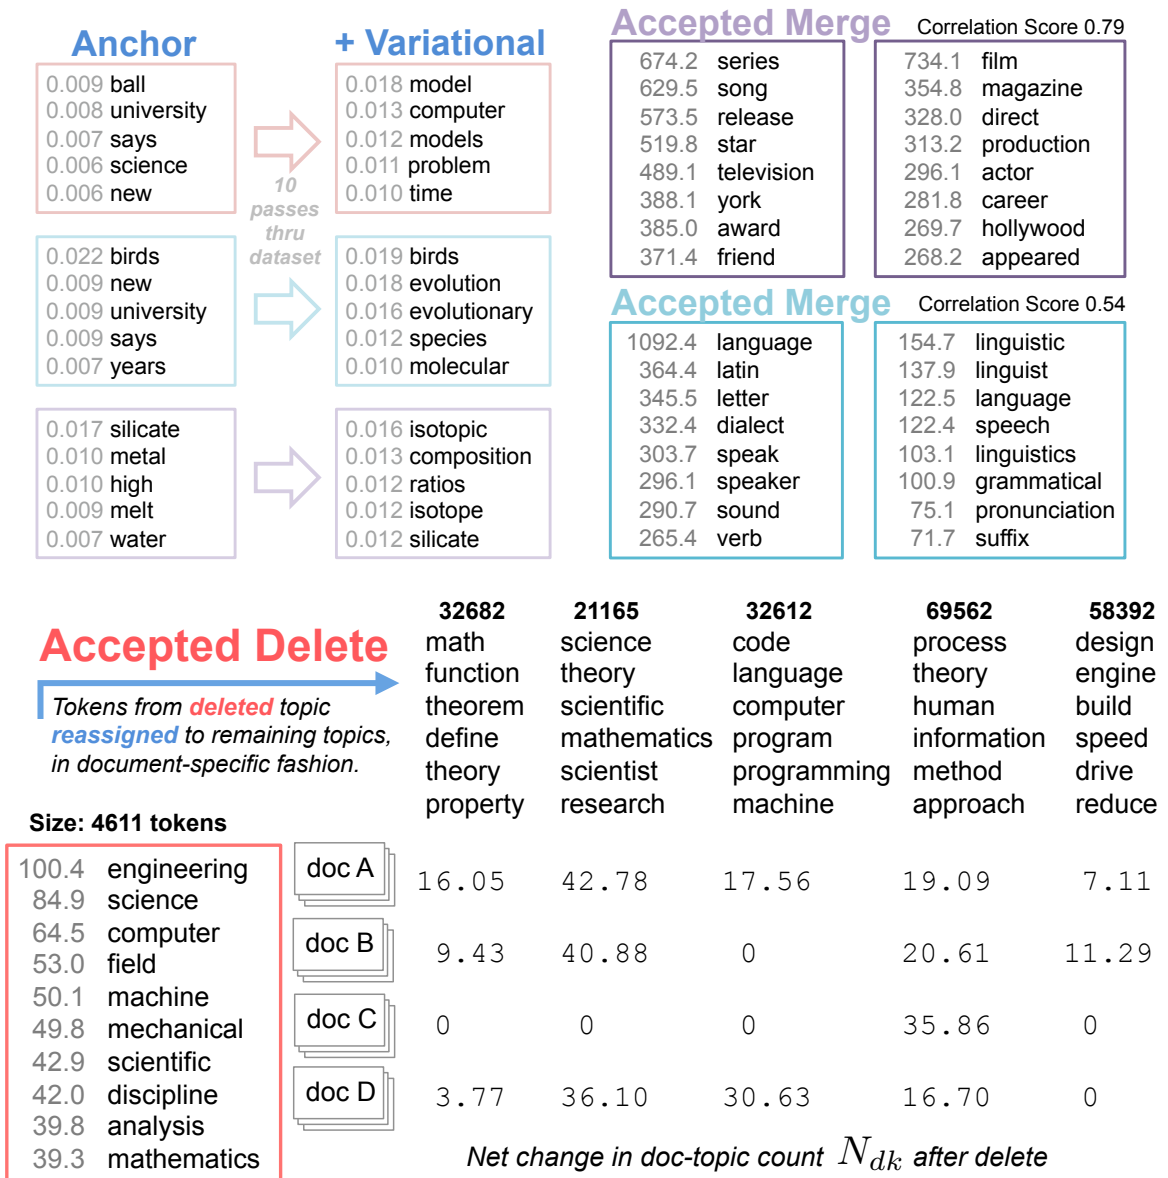 Anchor
0.009 ball
0.008 university
0.007 says
0.006 science
0.006 new
0.022 birds
0.009 new
0.009 university
0.009 says
0.007 years
0.017 silicate
0.010 metal
0.010 high
0.009 melt
0.007 water
10
passes
thru
dataset
+ Variational
0.018 model
0.013 computer
0.012 models
0.011 problem
0.010 time
0.019 birds
0.018 evolution
0.016 evolutionary
0.012 species
0.010 molecular
0.016 isotopic
0.013 composition
0.012 ratios
0.012 isotope
0.012 silicate
Accepted Merge Correlation Score 0.79
674.2 series
629.5 song
573.5 release
519.8 star
489.1 television
388.1 york
385.0 award
371.4 friend
734.1 film
354.8 magazine
328.0 direct
313.2 production
296.1 actor
281.8 career
269.7 hollywood
268.2 appeared
Accepted Merge Correlation Score 0.54
1092.4 language
364.4 latin
345.5 letter
332.4 dialect
303.7 speak
296.1 speaker
290.7 sound
265.4 verb
154.7 linguistic
137.9 linguist
122.5 language
122.4 speech
103.1 linguistics
100.9 grammatical
75.1 pronunciation
71.7 suffix
Accepted Delete
Tokens from deleted topic
reassigned to remaining topics,
in document-specific fashion.
32682
math
function
theorem
define
theory
property
21165
science
theory
scientific
mathematics
scientist
research
32612
code
language
computer
program
programming
machine
69562
process
theory
human
information
method
approach
58392
design
engine
build
speed
drive
reduce
Size: 4611 tokens
100.4 engineering
84.9 science
64.5 computer
53.0 field
50.1 machine
49.8 mechanical
42.9 scientific
42.0 discipline
39.8 analysis
39.3 mathematics
doc A 16.05 42.78 17.56 19.09 7.11
doc B 9.43 40.88 0 20.61 11.29
doc C 0 0 0 35.86 0
doc D 3.77 36.10 30.63 16.70 0
Net change in doc-topic count N_dk after delete